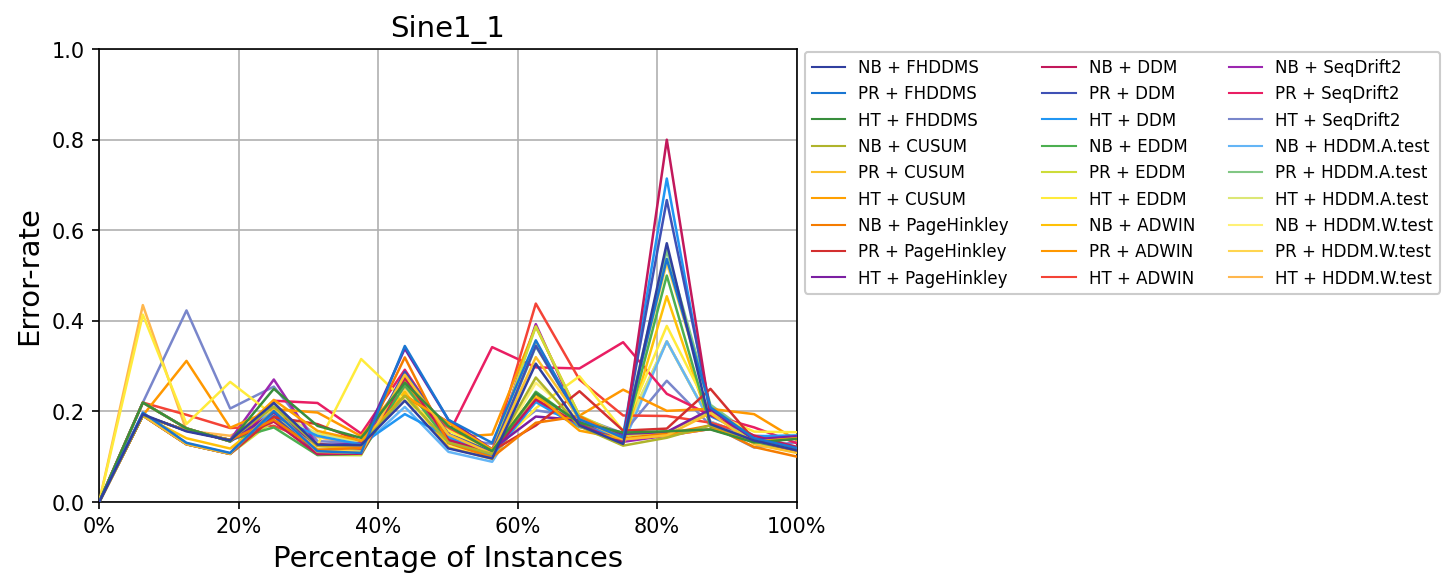 Sine1_1
1.0
0.8
0.6
0.4
0.2
0.0
Error-rate
0% 20% 40% 60% 80% 100%
Percentage of Instances
NB + FHDDMS
PR + FHDDMS
HT + FHDDMS
NB + CUSUM
PR + CUSUM
HT + CUSUM
NB + PageHinkley
PR + PageHinkley
HT + PageHinkley
NB + DDM
PR + DDM
HT + DDM
NB + EDDM
PR + EDDM
HT + EDDM
NB + ADWIN
PR + ADWIN
HT + ADWIN
NB + SeqDrift2
PR + SeqDrift2
HT + SeqDrift2
NB + HDDM.A.test
PR + HDDM.A.test
HT + HDDM.A.test
NB + HDDM.W.test
PR + HDDM.W.test
HT + HDDM.W.test